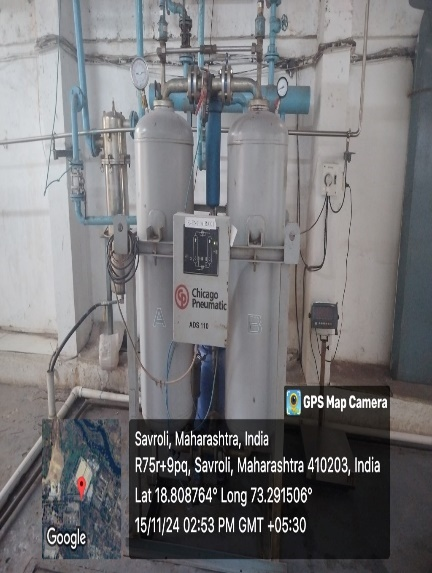 CP
Chicago
Pneumatic
ADS 110
A
B
GPS Map Camera
Savroli, Maharashtra, India
R75r+9pq, Savroli, Maharashtra 410203, India
Lat 18.808764° Long 73.291506°
15/11/24 02:53 PM GMT +05:30
Google